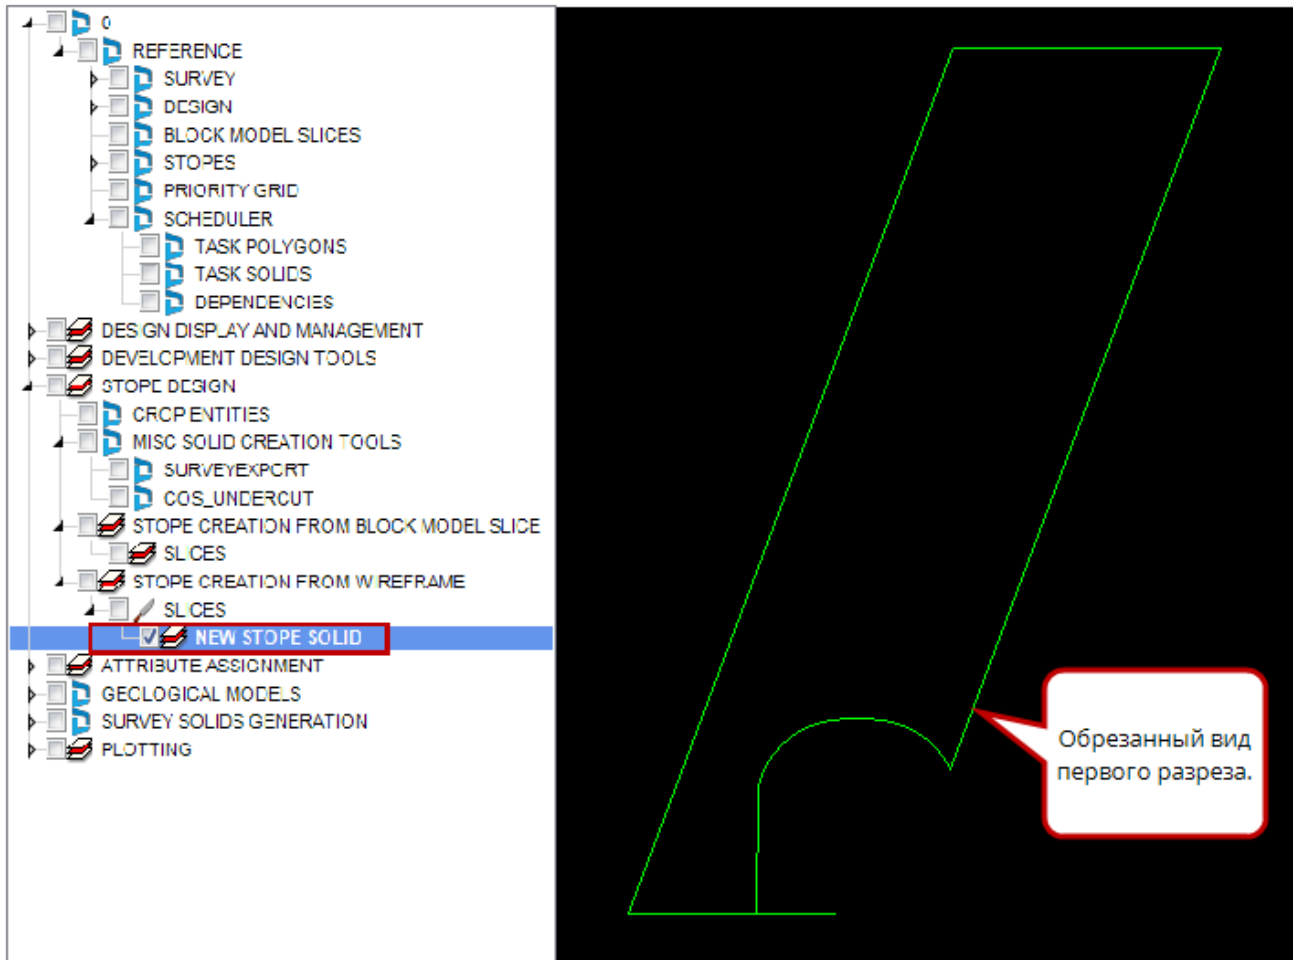 0
REFERENCE
SURVEY
DESIGN
BLOCK MODEL SLICES
STOPES
PRIORITY GRID
SCHEDULER
TASK POLYGONS
TASK SOLIDS
DEPENDENCIES
DESIGN DISPLAY AND MANAGEMENT
DEVELOPMENT DESIGN TOOLS
STOPE DESIGN
CROP ENTITIES
MISC SOLID CREATION TOOLS
SURVEYEXPORT
COS_UNDERCUT
STOPE CREATION FROM BLOCK MODEL SLICE
SLICES
STOPE CREATION FROM WIREFRAME
SLICES
NEW STOPE SOLID
ATTRIBUTE ASSIGNMENT
GEOLOGICAL MODELS
SURVEY SOLIDS GENERATION
PLOTTING
Обрезанный вид
первого разреза.